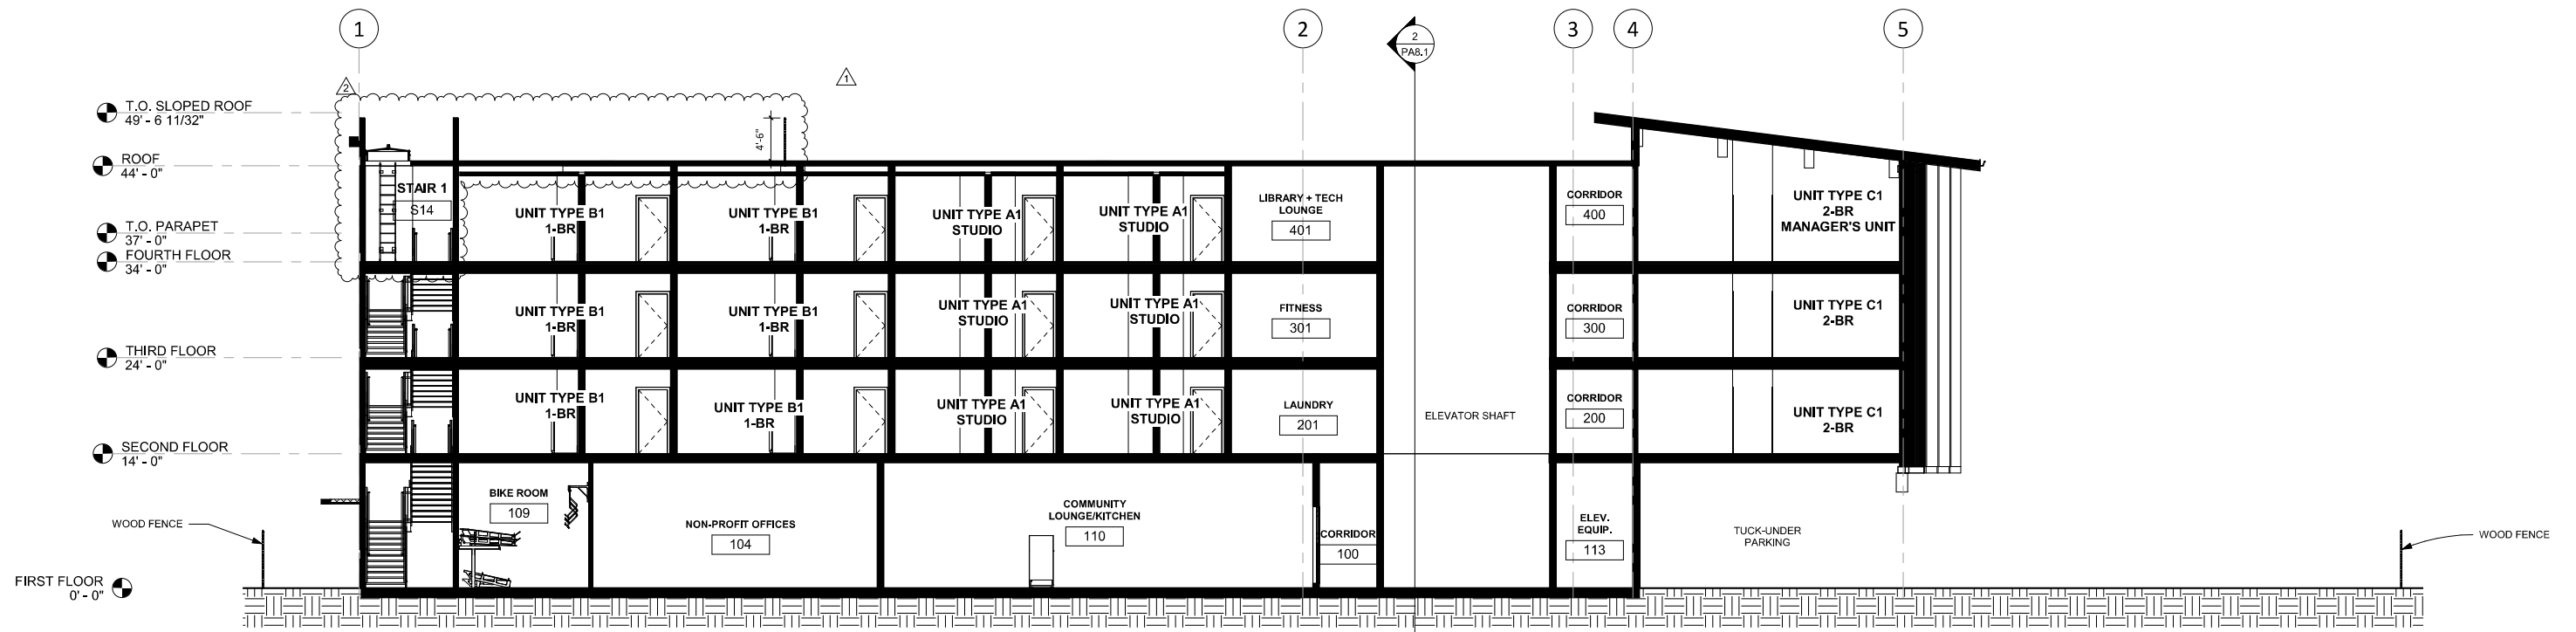 1
2
2
PA8.1
3
4
5
2
1
T.O. SLOPED ROOF
49' - 6 11/32"
4'-6"
ROOF
44' - 0"
T.O. PARAPET
37' - 0"
FOURTH FLOOR
34' - 0"
THIRD FLOOR
24' - 0"
SECOND FLOOR
14' - 0"
FIRST FLOOR
0' - 0"
STAIR 1
S14
UNIT TYPE B1
1-BR
UNIT TYPE B1
1-BR
UNIT TYPE A1
STUDIO
UNIT TYPE A1
STUDIO
LIBRARY + TECH
LOUNGE
401
CORRIDOR
400
UNIT TYPE C1
2-BR
MANAGER'S UNIT
UNIT TYPE B1
1-BR
UNIT TYPE B1
1-BR
UNIT TYPE A1
STUDIO
UNIT TYPE A1
STUDIO
FITNESS
301
CORRIDOR
300
UNIT TYPE C1
2-BR
UNIT TYPE B1
1-BR
UNIT TYPE B1
1-BR
UNIT TYPE A1
STUDIO
UNIT TYPE A1
STUDIO
LAUNDRY
201
ELEVATOR SHAFT
CORRIDOR
200
UNIT TYPE C1
2-BR
WOOD FENCE
BIKE ROOM
109
NON-PROFIT OFFICES
104
COMMUNITY
LOUNGE/KITCHEN
110
CORRIDOR
100
ELEV.
EQUIP.
113
TUCK-UNDER
PARKING
WOOD FENCE